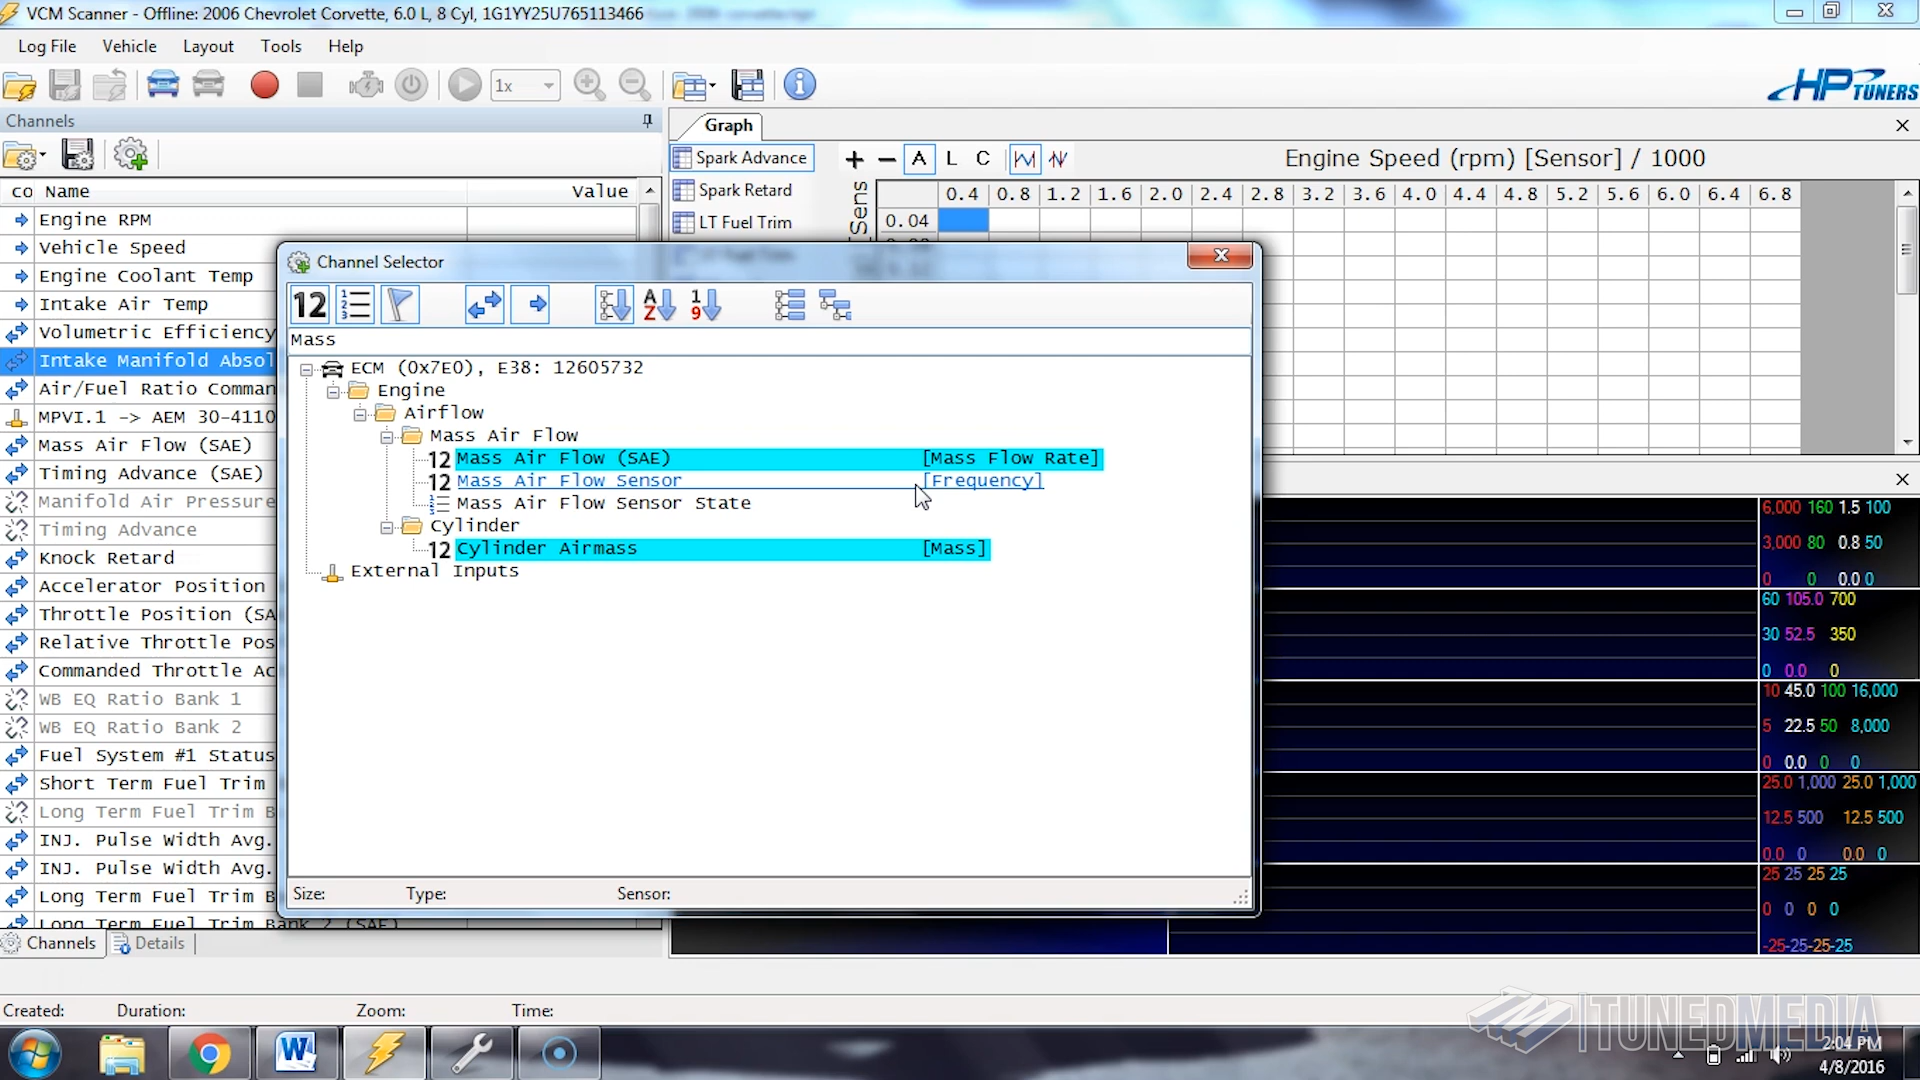 VCM Scanner - Offline: 2006 Chevrolet Corvette, 6.0 L, 8 Cyl, 1G1YY25U765113466
Log File Vehicle Layout Tools Help
1x
HP TUNERS
Channels
Graph
Spark Advance
A L C
Engine Speed (rpm) [Sensor] / 1000
co Name Value
Spark Retard
Sens
0.4 0.8 1.2 1.6 2.0 2.4 2.8 3.2 3.6 4.0 4.4 4.8 5.2 5.6 6.0 6.4 6.8
Engine RPM
LT Fuel Trim
0.04
Vehicle Speed
Engine Coolant Temp
Intake Air Temp
Volumetric Efficiency
Intake Manifold Absol
Air/Fuel Ratio Comman
MPVI.1 -> AEM 30-4110
Mass Air Flow (SAE)
Timing Advance (SAE)
Manifold Air Pressure
Timing Advance
Knock Retard
Accelerator Position
Throttle Position (SA
Relative Throttle Pos
Commanded Throttle Ac
WB EQ Ratio Bank 1
WB EQ Ratio Bank 2
Fuel System #1 Status
Short Term Fuel Trim
Long Term Fuel Trim B
INJ. Pulse Width Avg.
INJ. Pulse Width Avg.
Long Term Fuel Trim B
Long Term Fuel Trim Bank 2 (SAE)
Channels Details
Channel Selector
12
Mass
ECM (0x7E0), E38: 12605732
Engine
Airflow
Mass Air Flow
12 Mass Air Flow (SAE) [Mass Flow Rate]
12 Mass Air Flow Sensor [Frequency]
Mass Air Flow Sensor State
Cylinder
12 Cylinder Airmass [Mass]
External Inputs
Size: Type: Sensor:
6,000 160 1.5 100
3,000 80 0.8 50
0 0 0.0 0
60 105.0 700
30 52.5 350
0 0.0 0
10 45.0 100 16,000
5 22.5 50 8,000
0 0.0 0 0
25.0 1,000 25.0 1,000
12.5 500 12.5 500
0.0 0 0.0 0
25 25 25 25
0 0 0 0
-25 -25 -25 -25
Created: Duration: Zoom: Time:
ITUNEDMEDIA
2:04 PM
4/8/2016